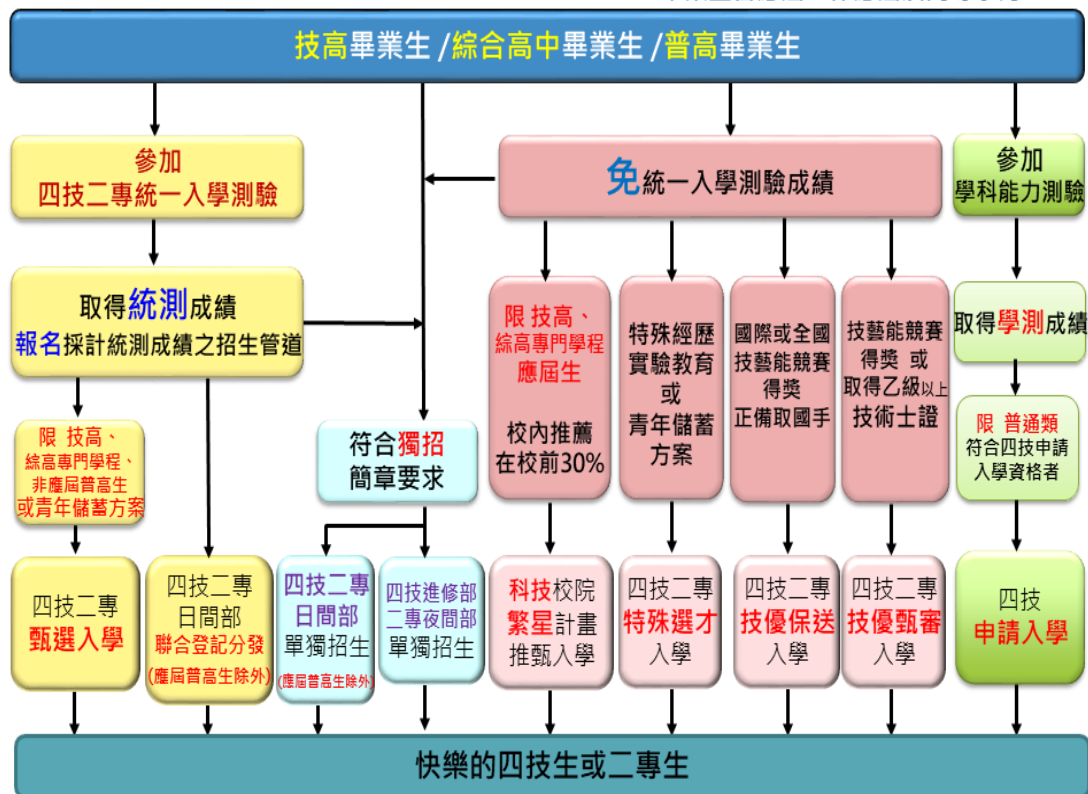 技高畢業生 /綜合高中畢業生 /普高畢業生
參加
四技二專統一入學測驗
免統一入學測驗成績
參加
學科能力測驗
取得統測成績
報名採計統測成績之招生管道
限 技高、
綜高專門學程
應屆生
校內推薦
在校前30%
特殊經歷
實驗教育
或
青年儲蓄
方案
國際或全國
技藝能競賽
得獎
正備取國手
技藝能競賽
得獎 或
取得乙級以上
技術士證
取得學測成績
限 技高、
綜高專門學程、
非應屆普高生
或青年儲蓄方案
符合獨招
簡章要求
限 普通類
符合四技申請
入學資格者
四技二專
甄選入學
四技二專
日間部
聯合登記分發
(應屆普高生除外)
四技二專
日間部
單獨招生
(應屆普高生除外)
四技進修部
二專夜間部
單獨招生
科技校院
繁星計畫
推甄入學
四技二專
特殊選才
入學
四技二專
技優保送
入學
四技二專
技優甄審
入學
四技
申請入學
快樂的四技生或二專生